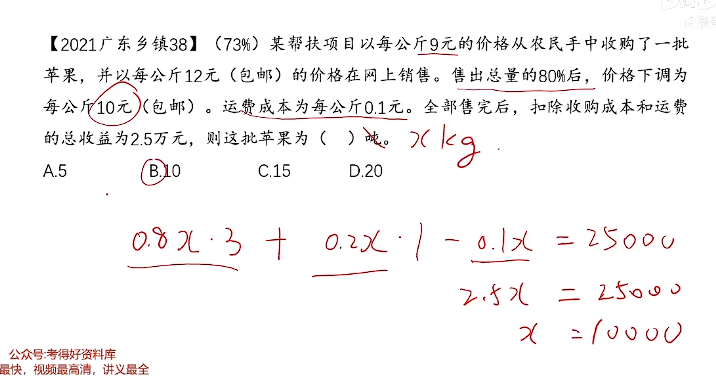 【2021广东乡镇38】（73%）某帮扶项目以每公斤9元的价格从农民手中收购了一批
苹果，并以每公斤12元（包邮）的价格在网上销售。售出总量的80%后，价格下调为
每公斤10元（包邮）。运费成本为每公斤0.1元。全部售完后，扣除收购成本和运费
的总收益为2.5万元，则这批苹果为（ ）吨。 x kg
A.5 B.10 C.15 D.20
0.8x·3 + 0.2x·1 - 0.1x = 25000
2.5x = 25000
x = 10000
公众号:考得好资料库
最快，视频最高清，讲义最全